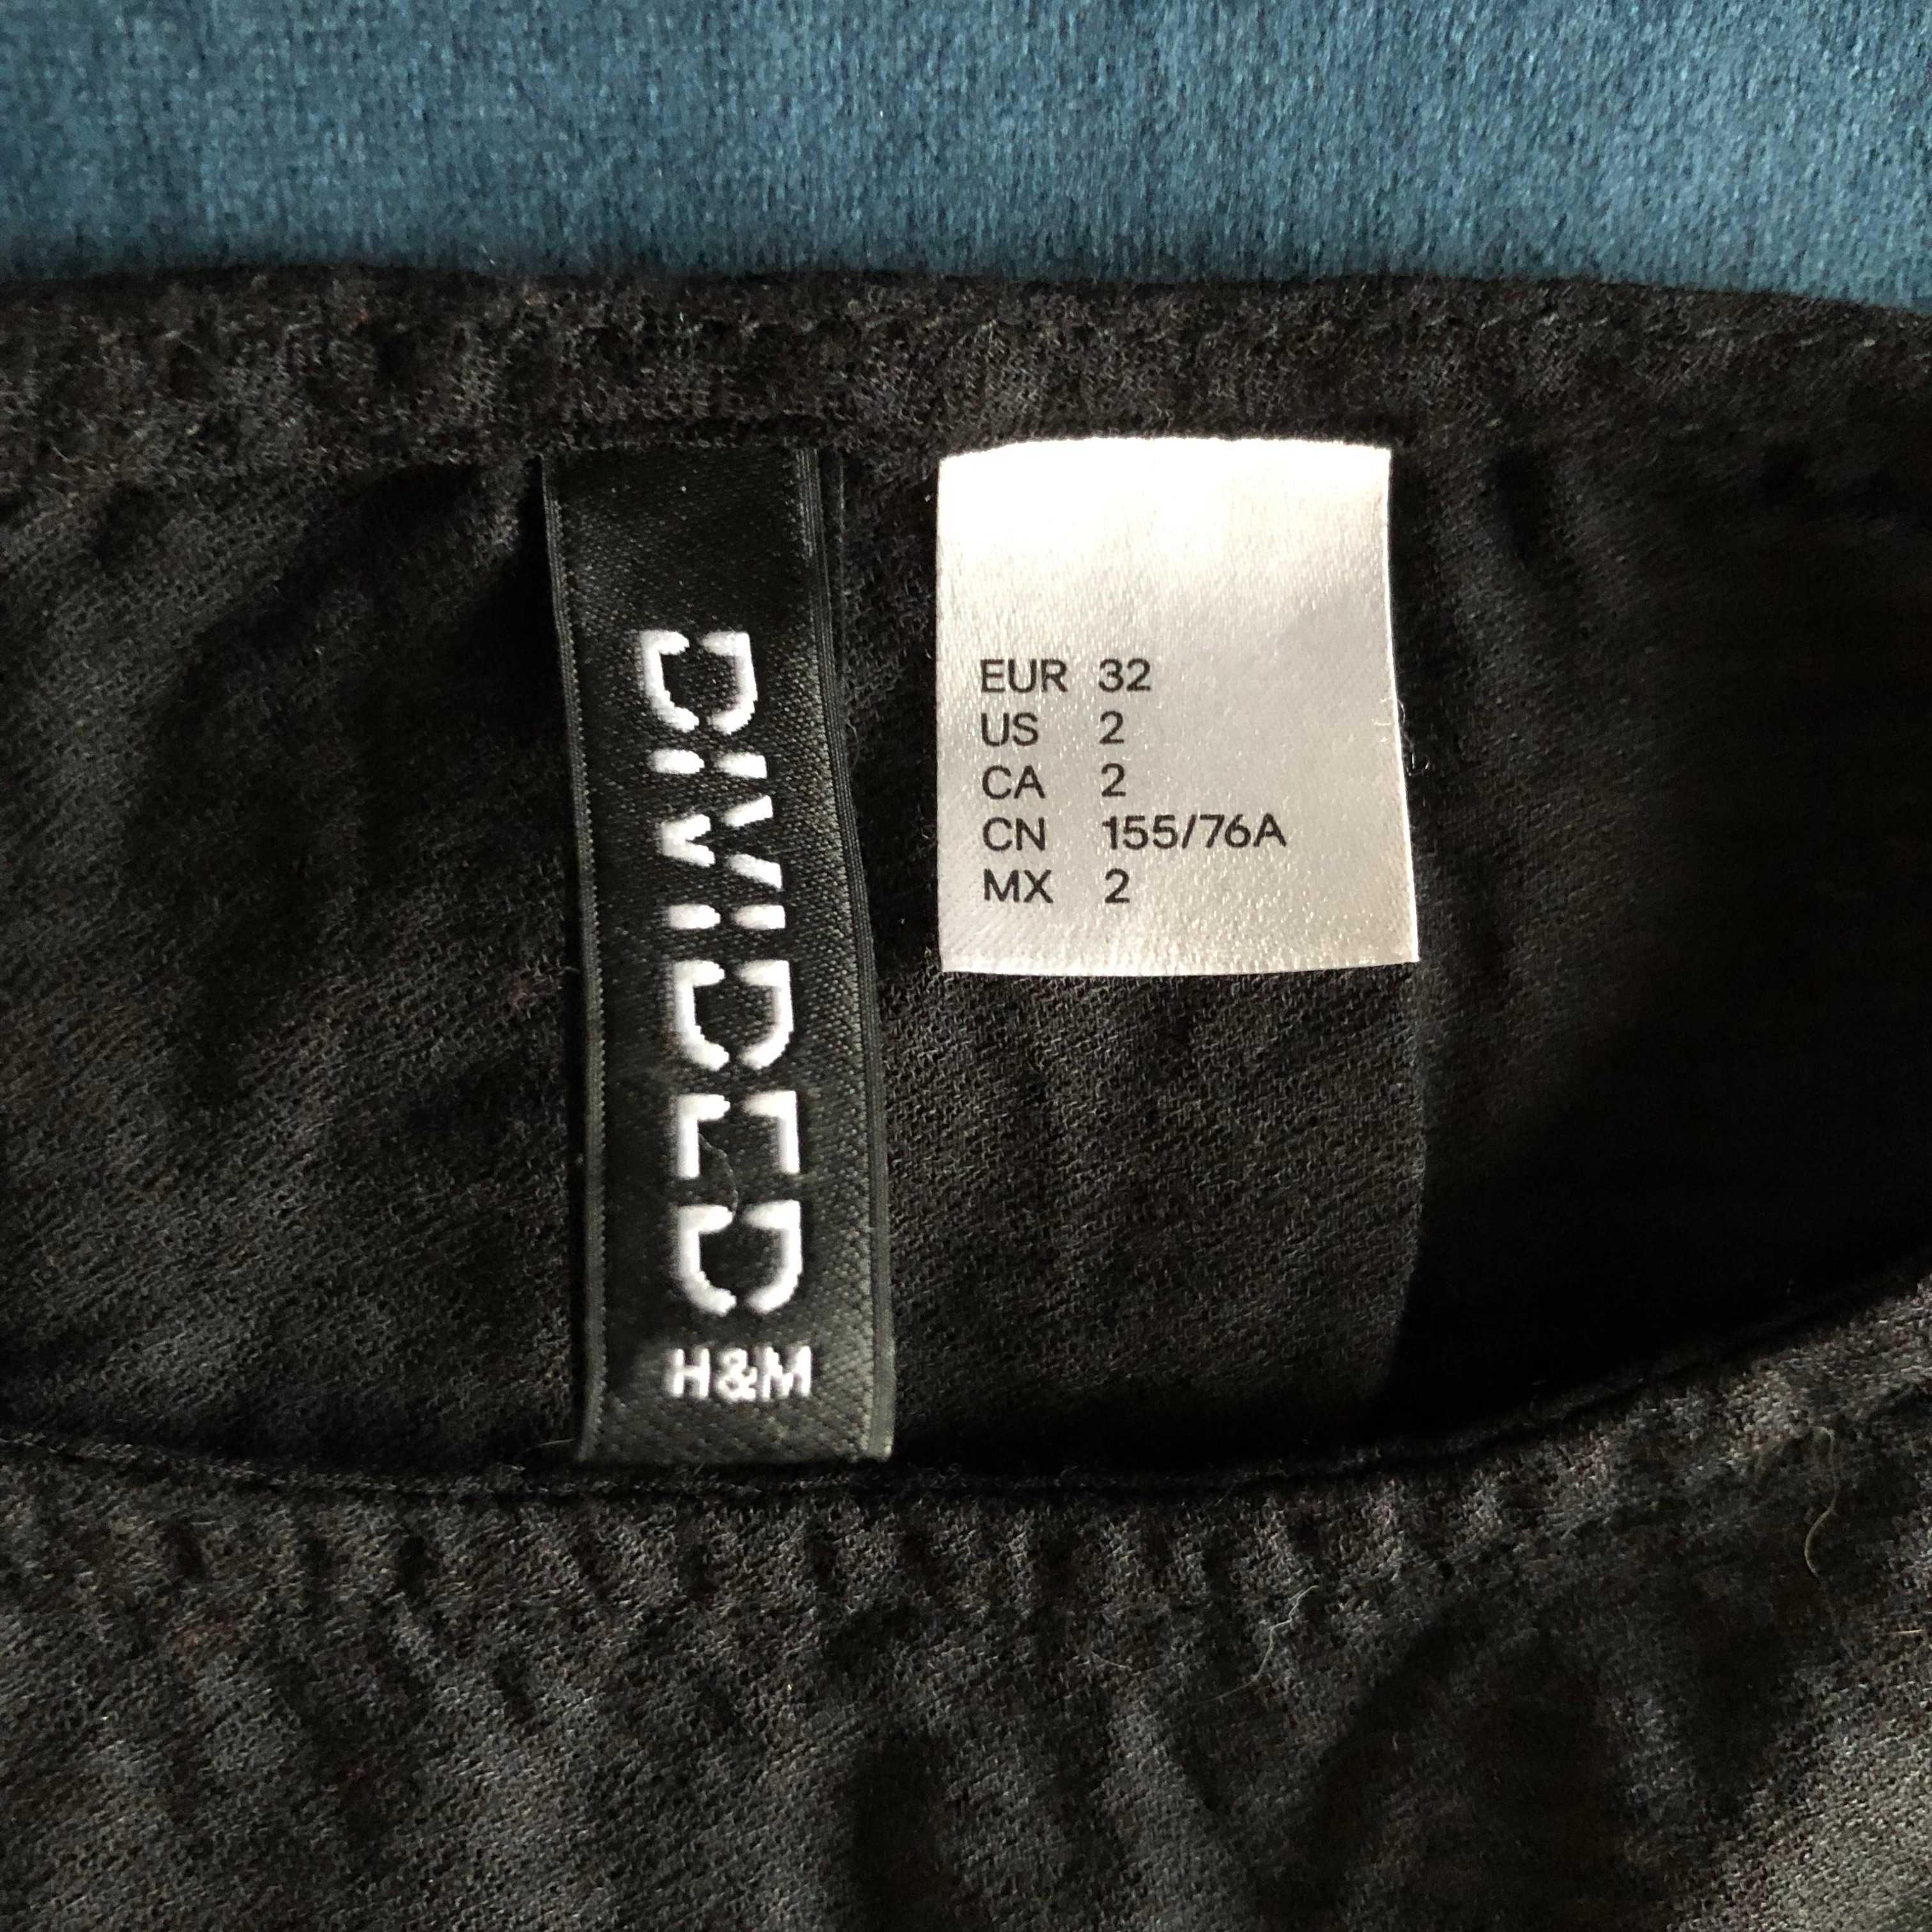 DIVIDED
H&M
EUR 32
US 2
CA 2
CN 155/76A
MX 2